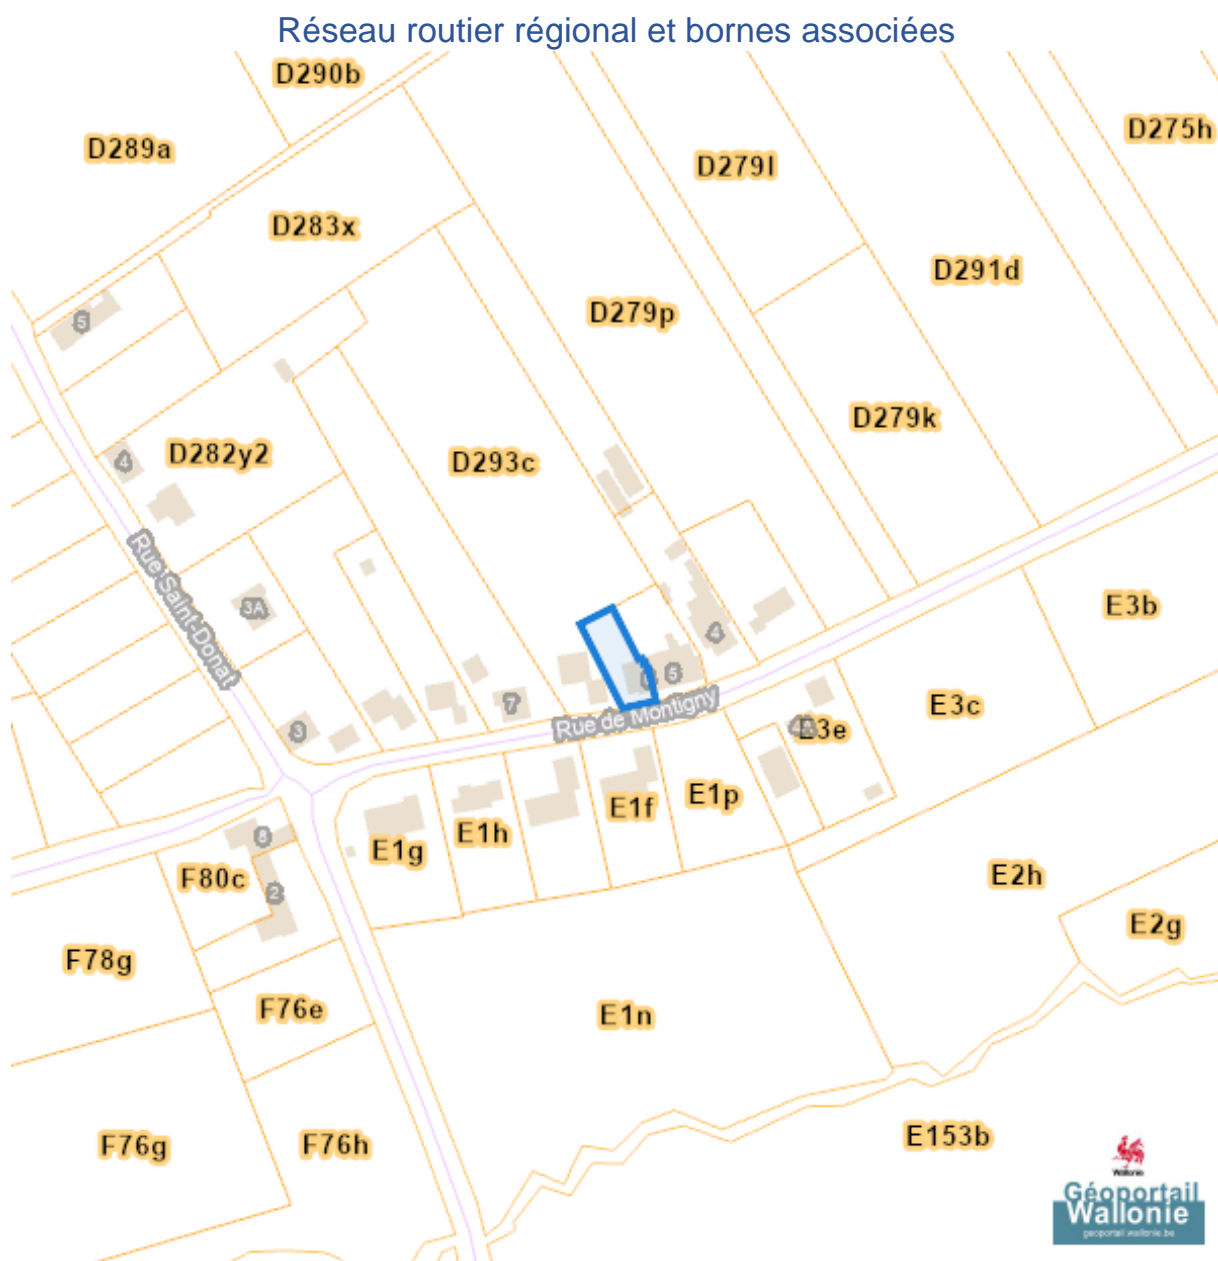 Réseau routier régional et bornes associées
D290b
D275h
D289a
D279l
D283x
D291d
D279p
5
D279k
D282y2
4
D293c
Rue Saint-Donat
3A
E3b
4
5
7
E3c
Rue de Montigny
3
E3e
E1p
E1f
E1h
8
E1g
F80c
E2h
2
E2g
F78g
F76e
E1n
E153b
F76g
F76h
Wallonie
Géoportail
Wallonie
geoportail.wallonie.be